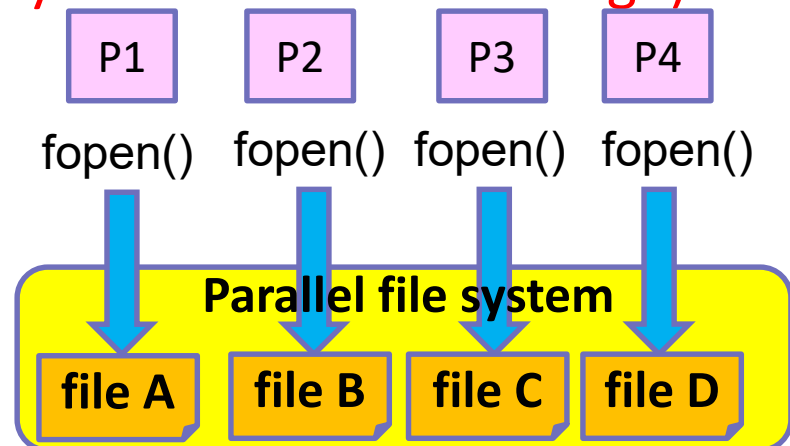 P1 P2 P3 P4
fopen() fopen() fopen() fopen()
Parallel file system
file A file B file C file D